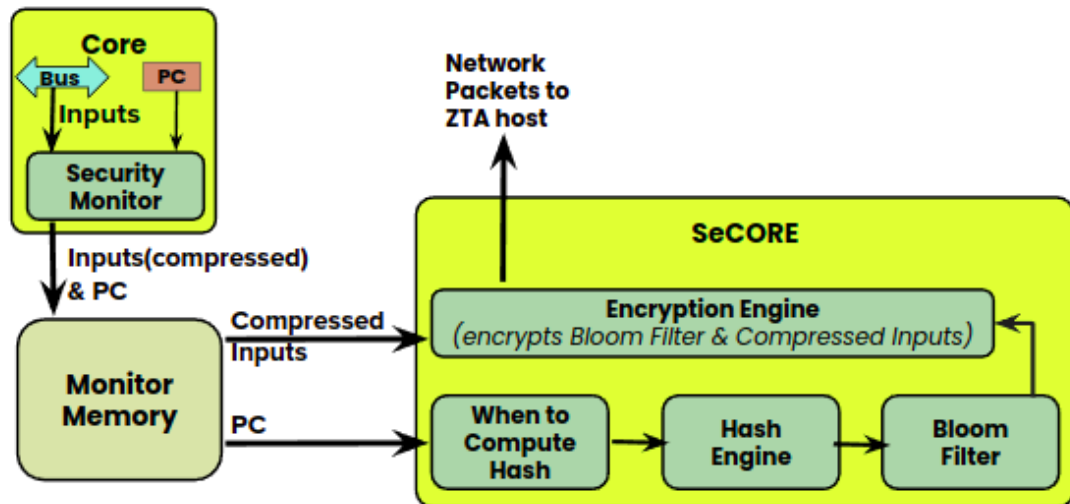 Core
Bus
PC
Inputs
Security
Monitor
Inputs(compressed)
& PC
Monitor
Memory
Compressed
Inputs
PC
Network
Packets to
ZTA host
SeCORE
Encryption Engine
(encrypts Bloom Filter & Compressed Inputs)
When to
Compute
Hash
Hash
Engine
Bloom
Filter